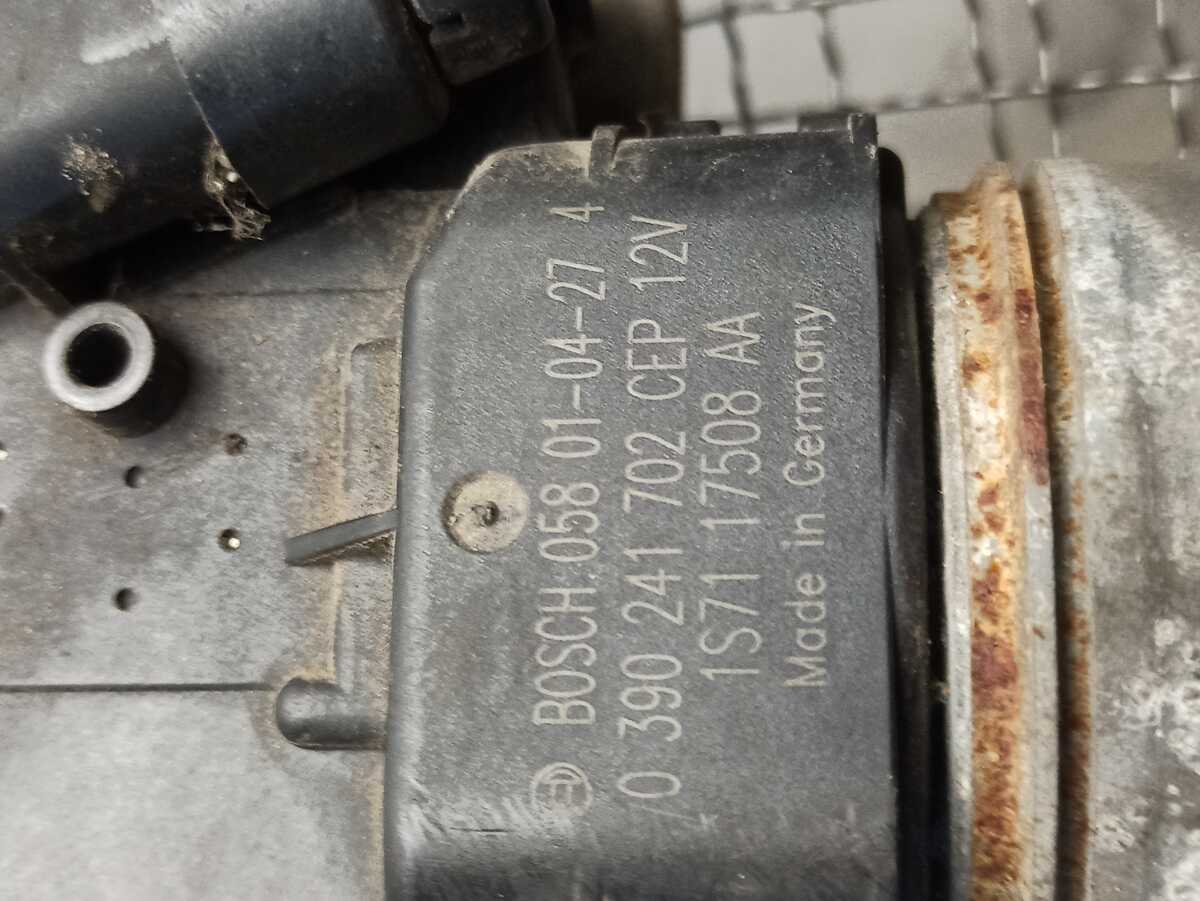 BOSCH:058 01-04-27 4
0 390 241 702 CEP 12V
1S71 17508 AA
Made in Germany